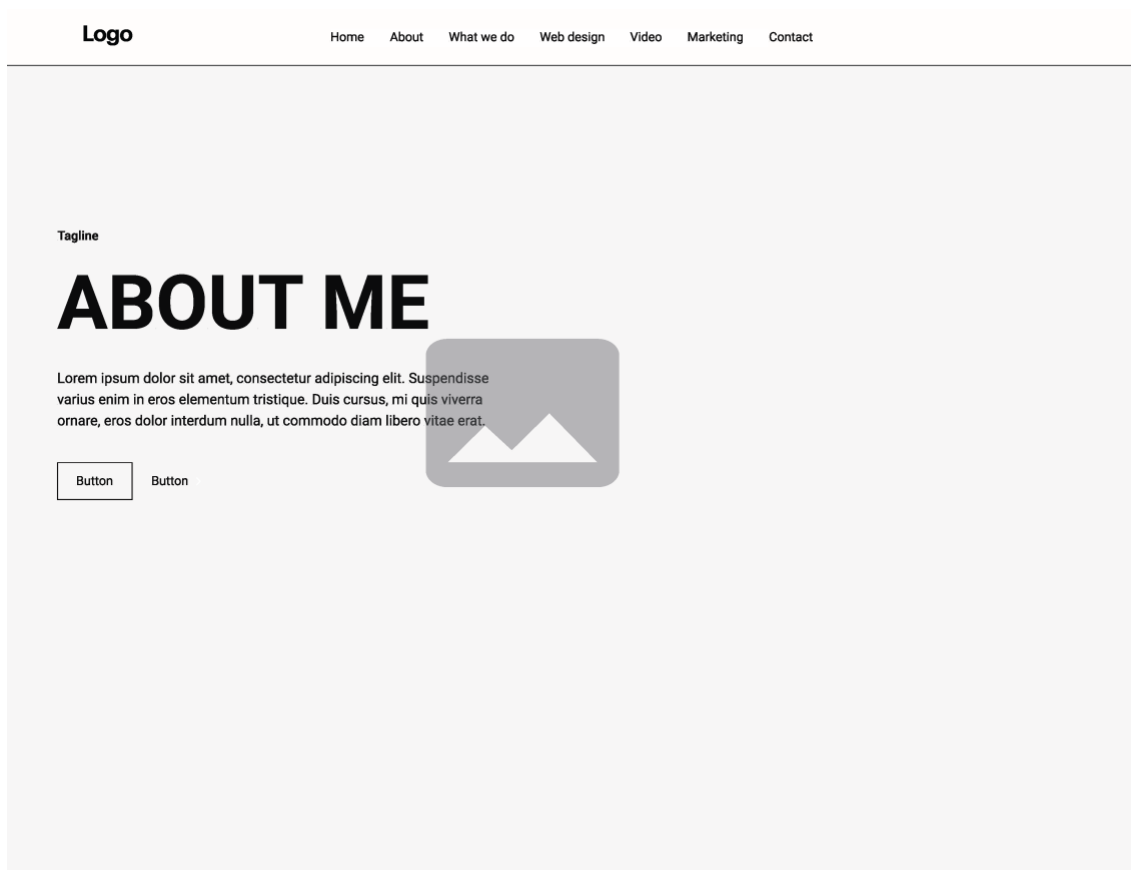 Logo
Home About What we do Web design Video Marketing Contact
Tagline
ABOUT ME
Lorem ipsum dolor sit amet, consectetur adipiscing elit. Suspendisse
varius enim in eros elementum tristique. Duis cursus, mi quis viverra
ornare, eros dolor interdum nulla, ut commodo diam libero vitae erat.
Button Button